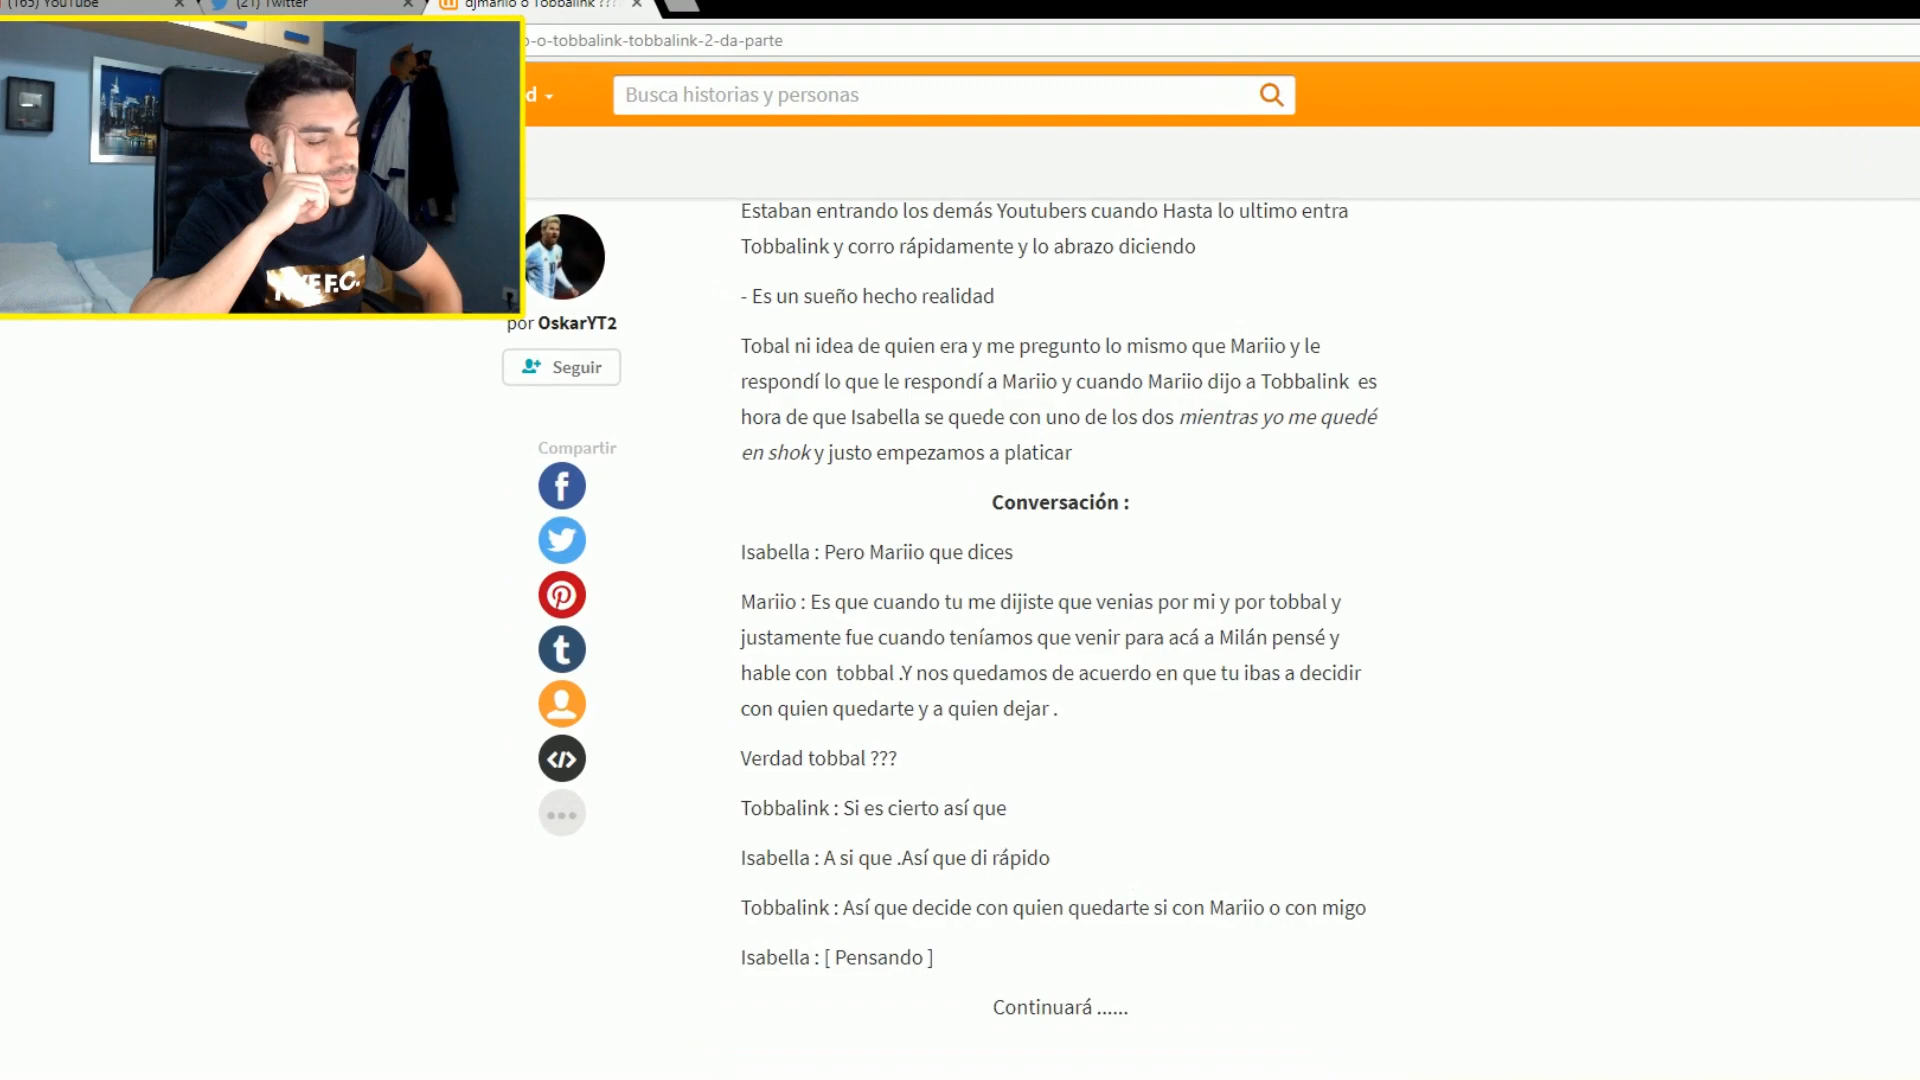 (165) YouTube
(21) Twitter
djmariio o Tobbalink ???
o-o-tobbalink-tobbalink-2-da-parte
d
Busca historias y personas
Estaban entrando los demás Youtubers cuando Hasta lo ultimo entra
Tobbalink y corro rápidamente y lo abrazo diciendo
- Es un sueño hecho realidad
por OskarYT2
Seguir
Tobal ni idea de quien era y me pregunto lo mismo que Mariio y le
respondí lo que le respondí a Mariio y cuando Mariio dijo a Tobbalink es
hora de que Isabella se quede con uno de los dos mientras yo me quedé
en shok y justo empezamos a platicar
Compartir
Conversación :
Isabella : Pero Mariio que dices
Mariio : Es que cuando tu me dijiste que venias por mi y por tobbal y
justamente fue cuando teníamos que venir para acá a Milán pensé y
hable con tobbal .Y nos quedamos de acuerdo en que tu ibas a decidir
con quien quedarte y a quien dejar .
Verdad tobbal ???
Tobbalink : Si es cierto así que
Isabella : A si que .Así que di rápido
Tobbalink : Así que decide con quien quedarte si con Mariio o con migo
Isabella : [ Pensando ]
Continuará ......